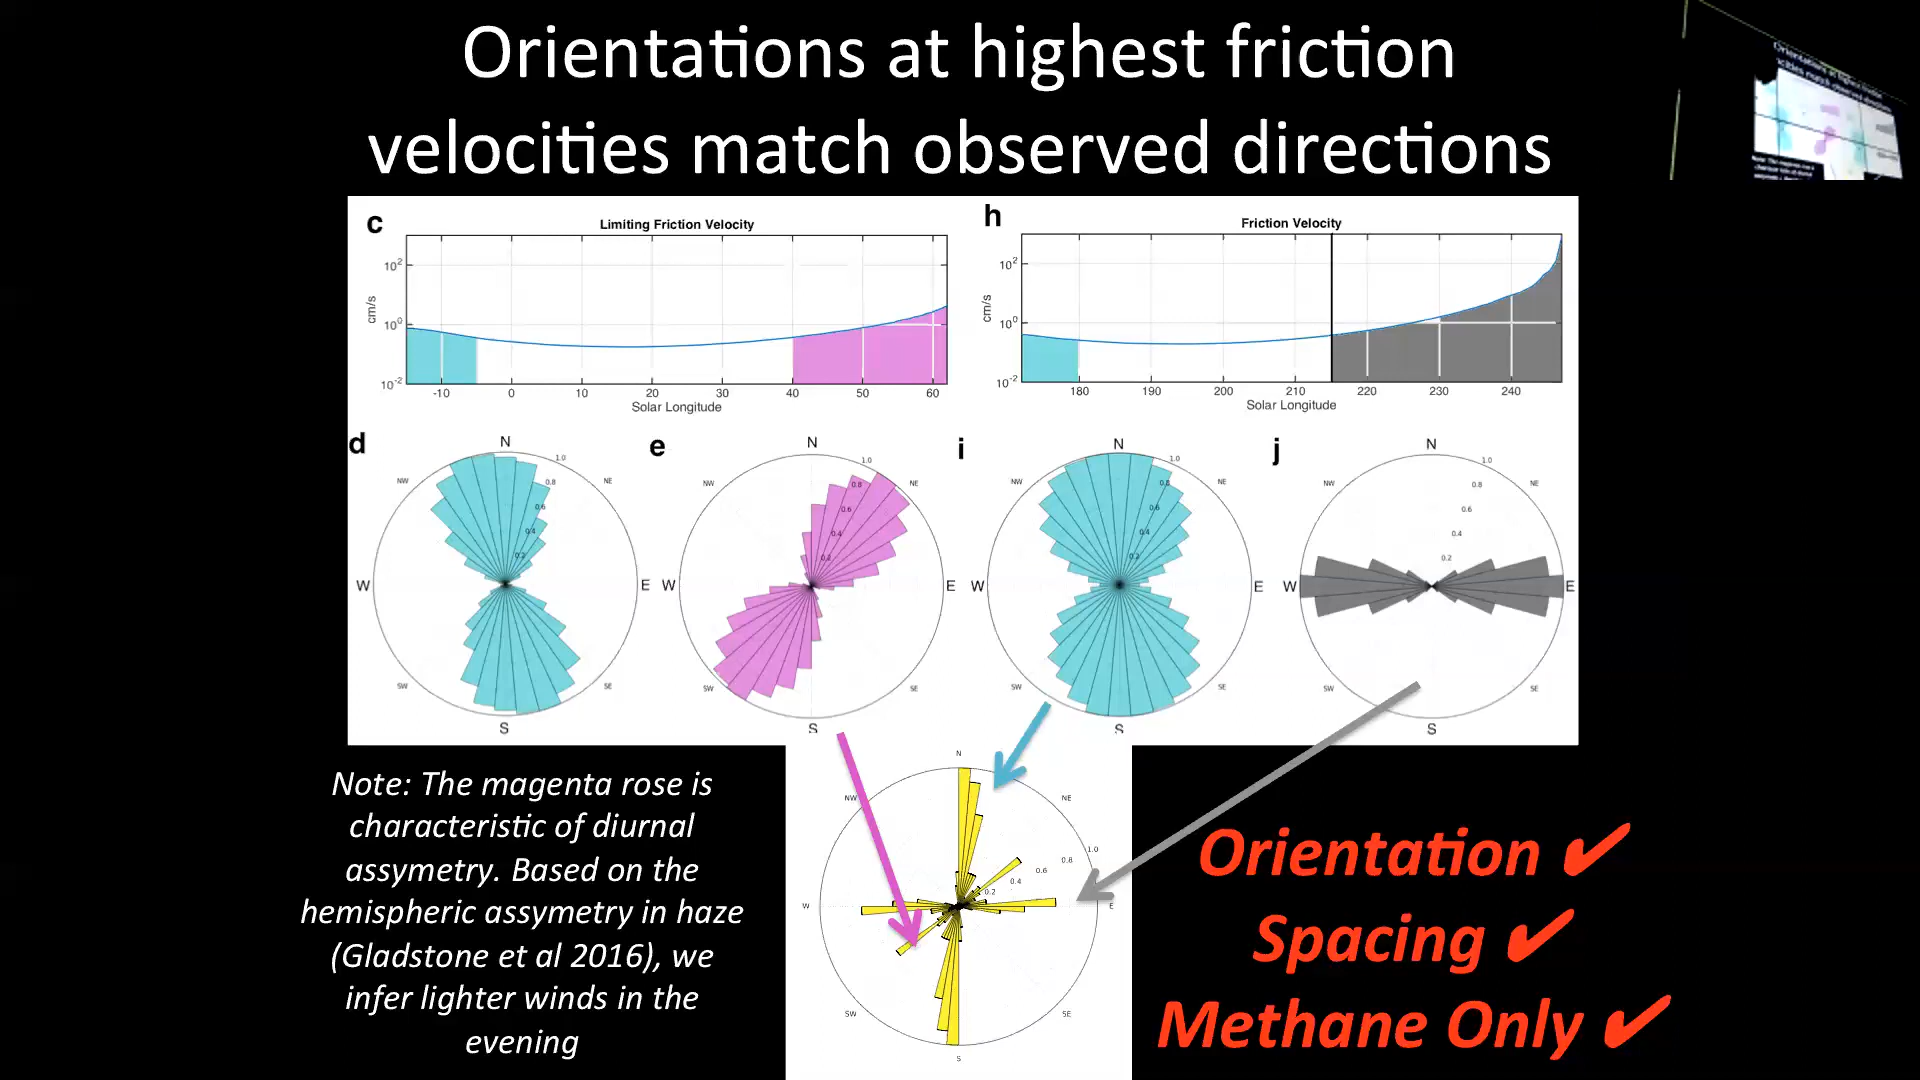 Orientations at highest friction
velocities match observed directions
c
Limiting Friction Velocity
cm/s
10²
10⁰
10⁻²
-10 0 10 20 30 40 50 60
Solar Longitude
h
Friction Velocity
cm/s
10²
10⁰
10⁻²
180 190 200 210 220 230 240
Solar Longitude
d
N
NW NE
W E
SW SE
S
1.0
0.8
0.6
0.4
0.2
e
N
NW NE
W E
SW SE
S
1.0
0.8
0.6
0.4
0.2
i
N
NW NE
W E
SW SE
S
1.0
0.8
0.6
0.4
0.2
j
N
NW NE
W E
SW SE
S
1.0
0.8
0.6
0.4
0.2
Note: The magenta rose is
characteristic of diurnal
assymetry. Based on the
hemispheric assymetry in haze
(Gladstone et al 2016), we
infer lighter winds in the
evening
N
NW NE
W E
SW SE
S
1.0
0.8
0.6
0.4
0.2
Orientation ✔
Spacing ✔
Methane Only ✔